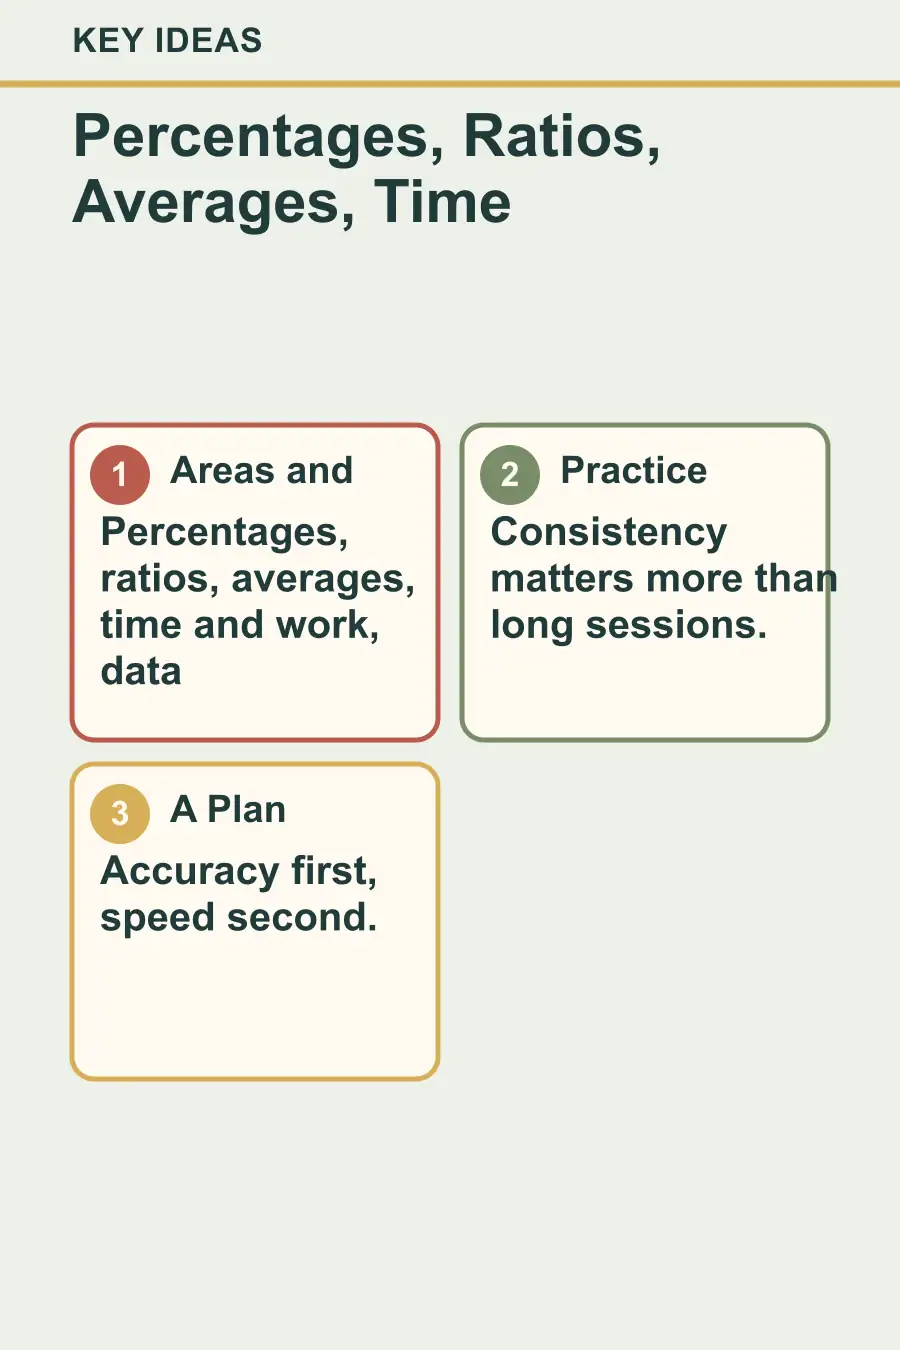 KEY IDEAS
Percentages, Ratios,
Averages, Time
1 Areas and
Percentages,
ratios, averages,
time and work,
data
2 Practice
Consistency
matters more than
long sessions.
3 A Plan
Accuracy first,
speed second.